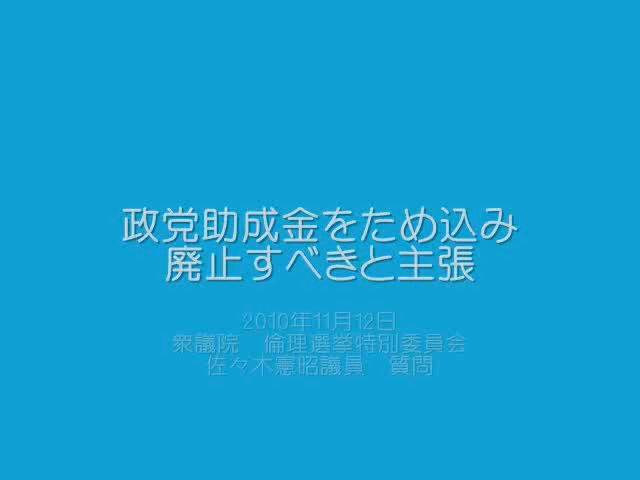 政党助成金をため込み
廃止すべきと主張
2010年11月12日
衆議院　倫理選挙特別委員会
佐々木憲昭議員　質問